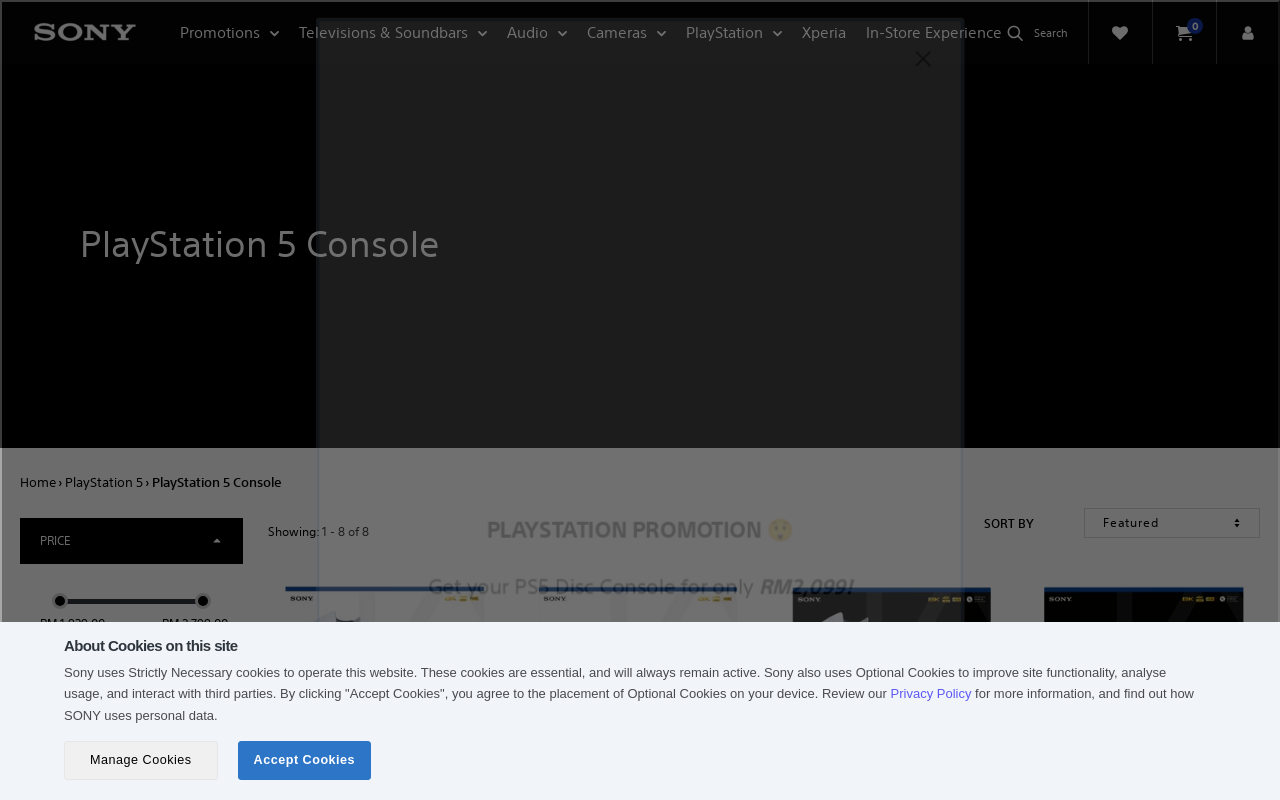 SONY
Promotions
Televisions & Soundbars
Audio
Cameras
PlayStation
Xperia
In-Store Experience
Search
0
PlayStation 5 Console
Home › PlayStation 5 › PlayStation 5 Console
PRICE
Showing: 1 - 8 of 8
SORT BY
Featured
PLAYSTATION PROMOTION 😲
Get your PS5 Disc Console for only RM2,099!
SONY
SONY
SONY
SONY
About Cookies on this site
Sony uses Strictly Necessary cookies to operate this website. These cookies are essential, and will always remain active. Sony also uses Optional Cookies to improve site functionality, analyse
usage, and interact with third parties. By clicking "Accept Cookies", you agree to the placement of Optional Cookies on your device. Review our Privacy Policy for more information, and find out how
SONY uses personal data.
Manage Cookies
Accept Cookies